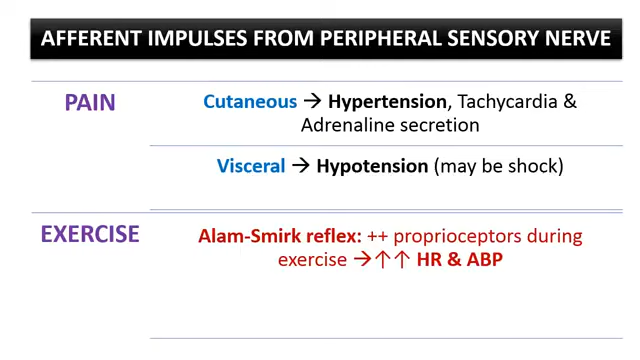 AFFERENT IMPULSES FROM PERIPHERAL SENSORY NERVE
PAIN
Cutaneous → Hypertension, Tachycardia &
Adrenaline secretion
Visceral → Hypotension (may be shock)
EXERCISE
Alam-Smirk reflex: ++ proprioceptors during
exercise →↑↑ HR & ABP